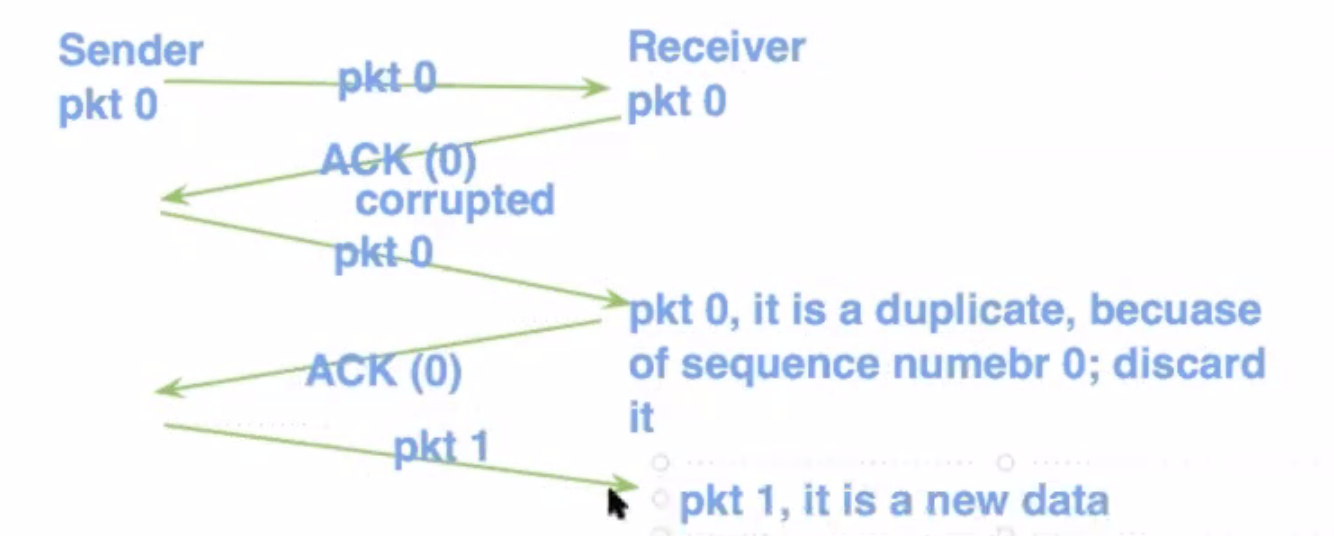 Sender
Receiver
pkt 0
pkt 0
pkt 0
ACK (0)
corrupted
pkt 0
pkt 0, it is a duplicate, becuase
of sequence numebr 0; discard
it
ACK (0)
pkt 1
pkt 1, it is a new data